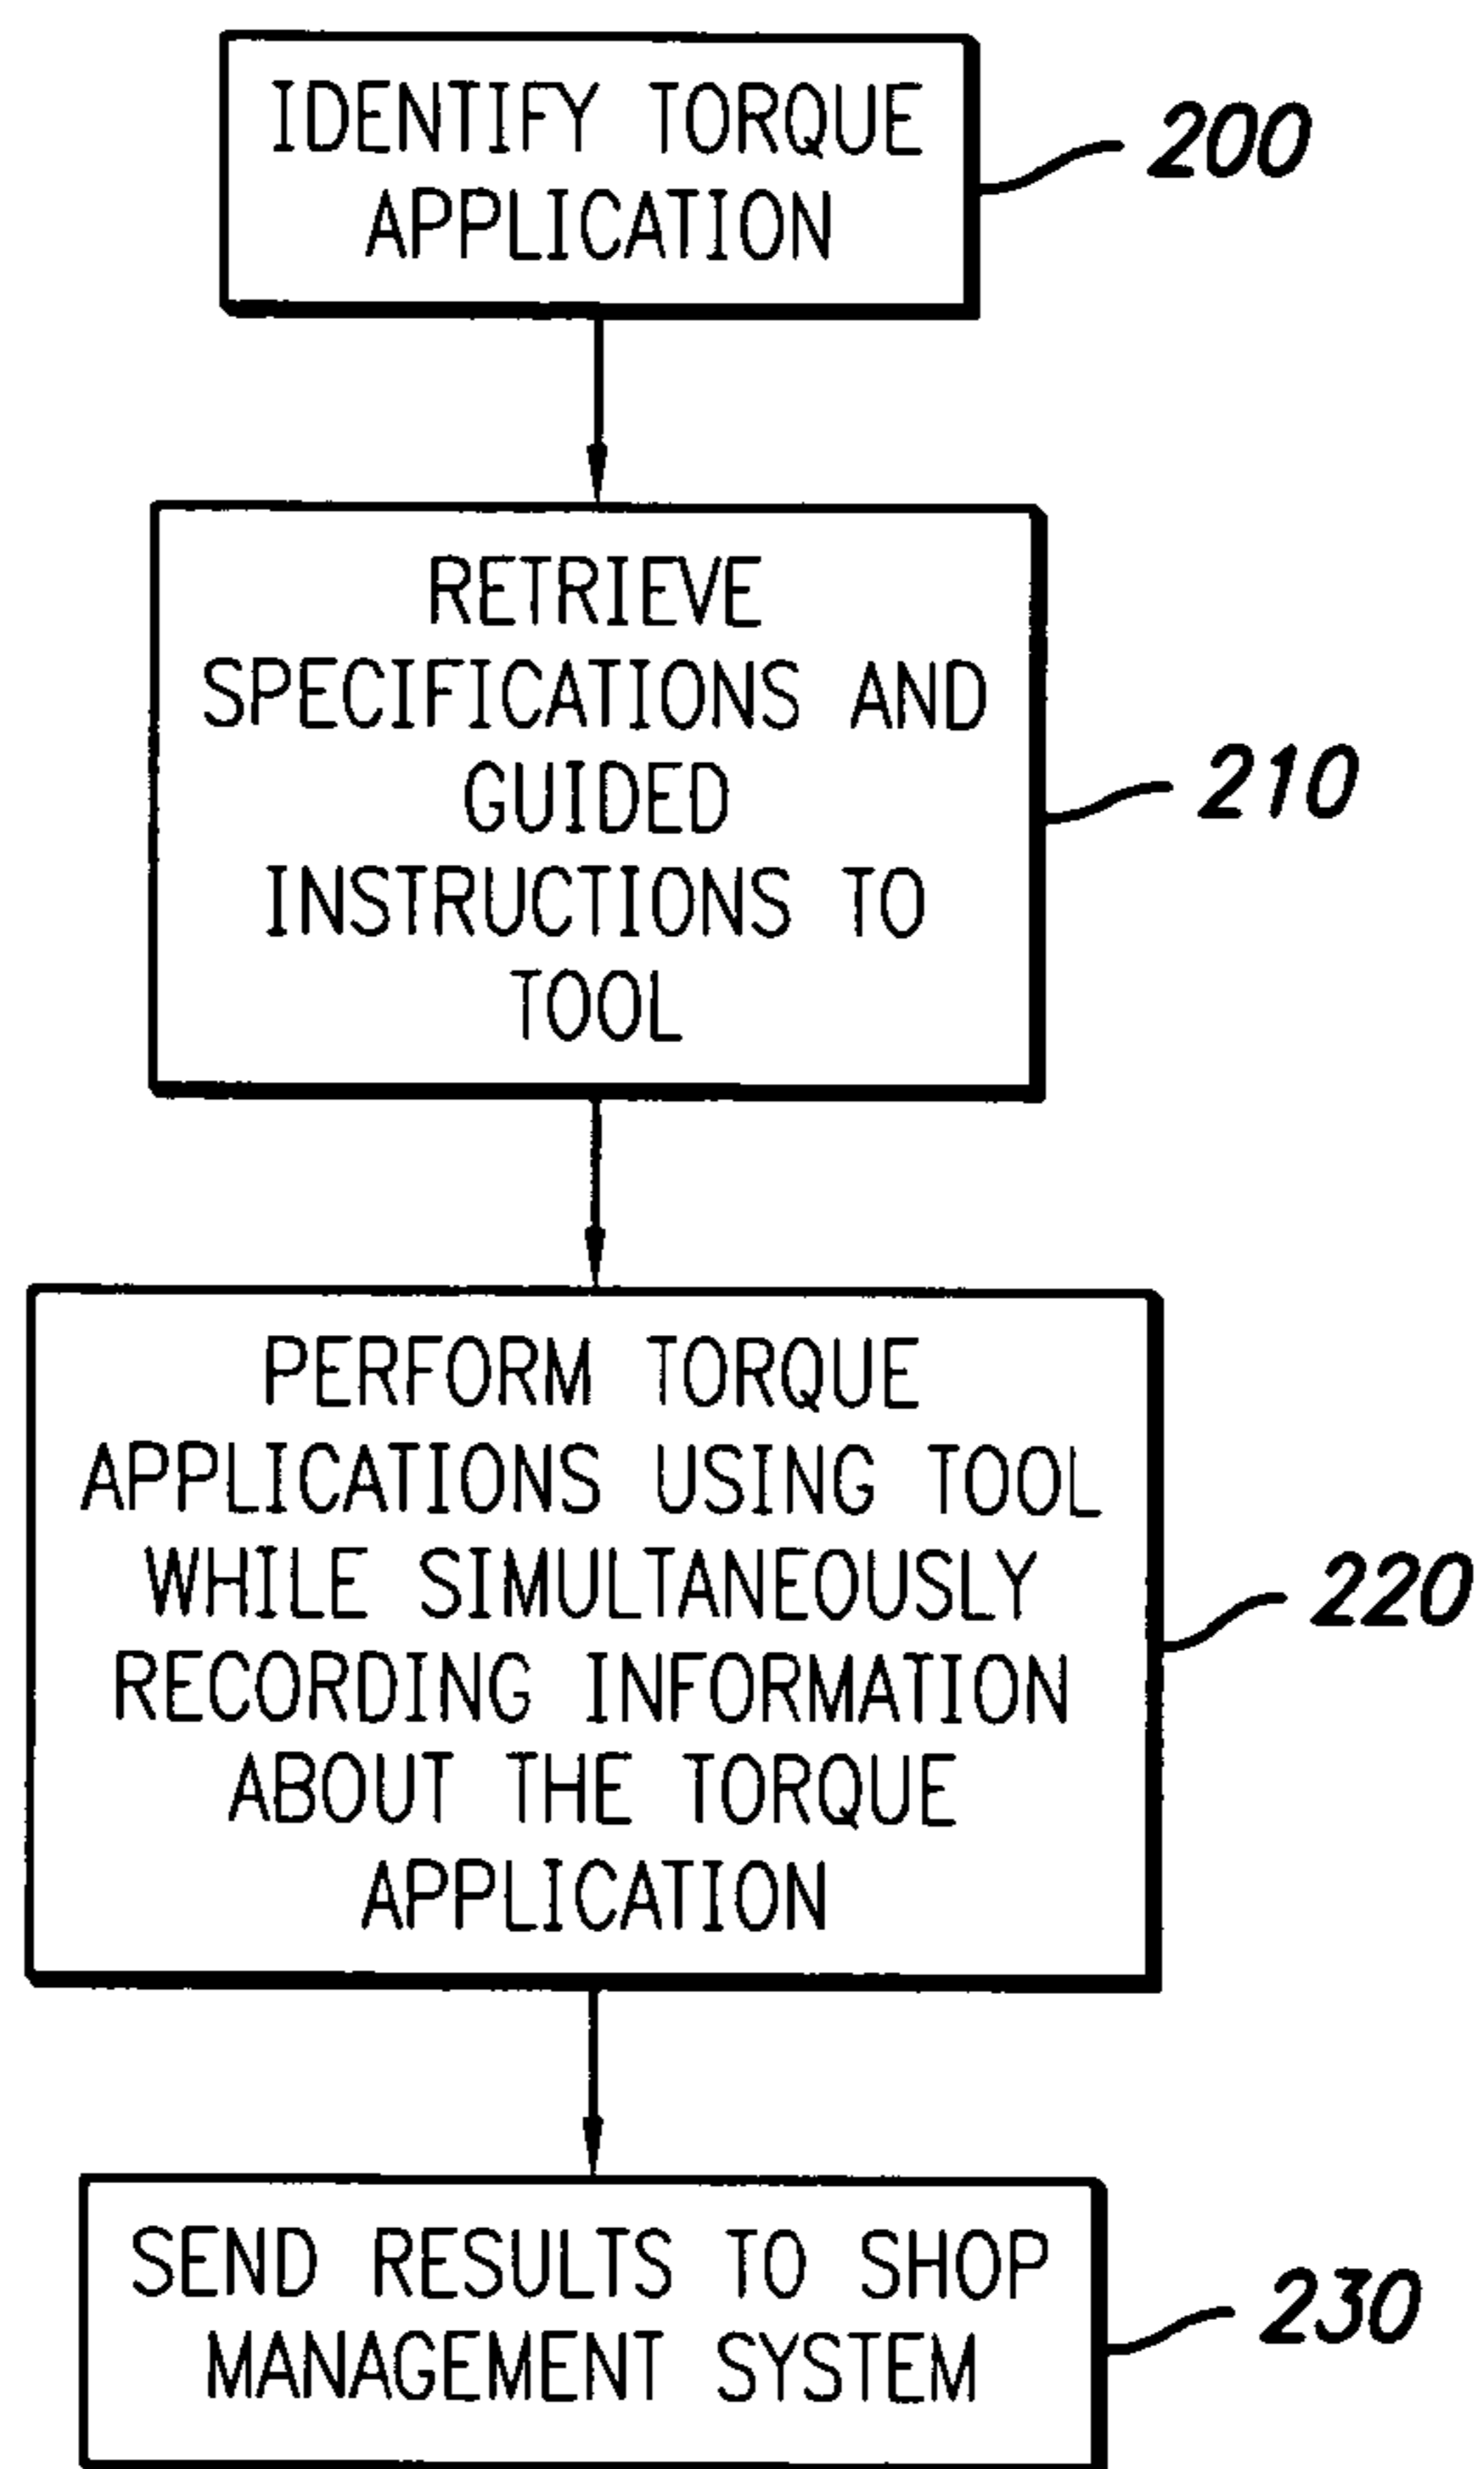 IDENTIFY TORQUE
APPLICATION
200
RETRIEVE
SPECIFICATIONS AND
GUIDED
INSTRUCTIONS TO
TOOL
210
PERFORM TORQUE
APPLICATIONS USING TOOL
WHILE SIMULTANEOUSLY
RECORDING INFORMATION
ABOUT THE TORQUE
APPLICATION
220
SEND RESULTS TO SHOP
MANAGEMENT SYSTEM
230